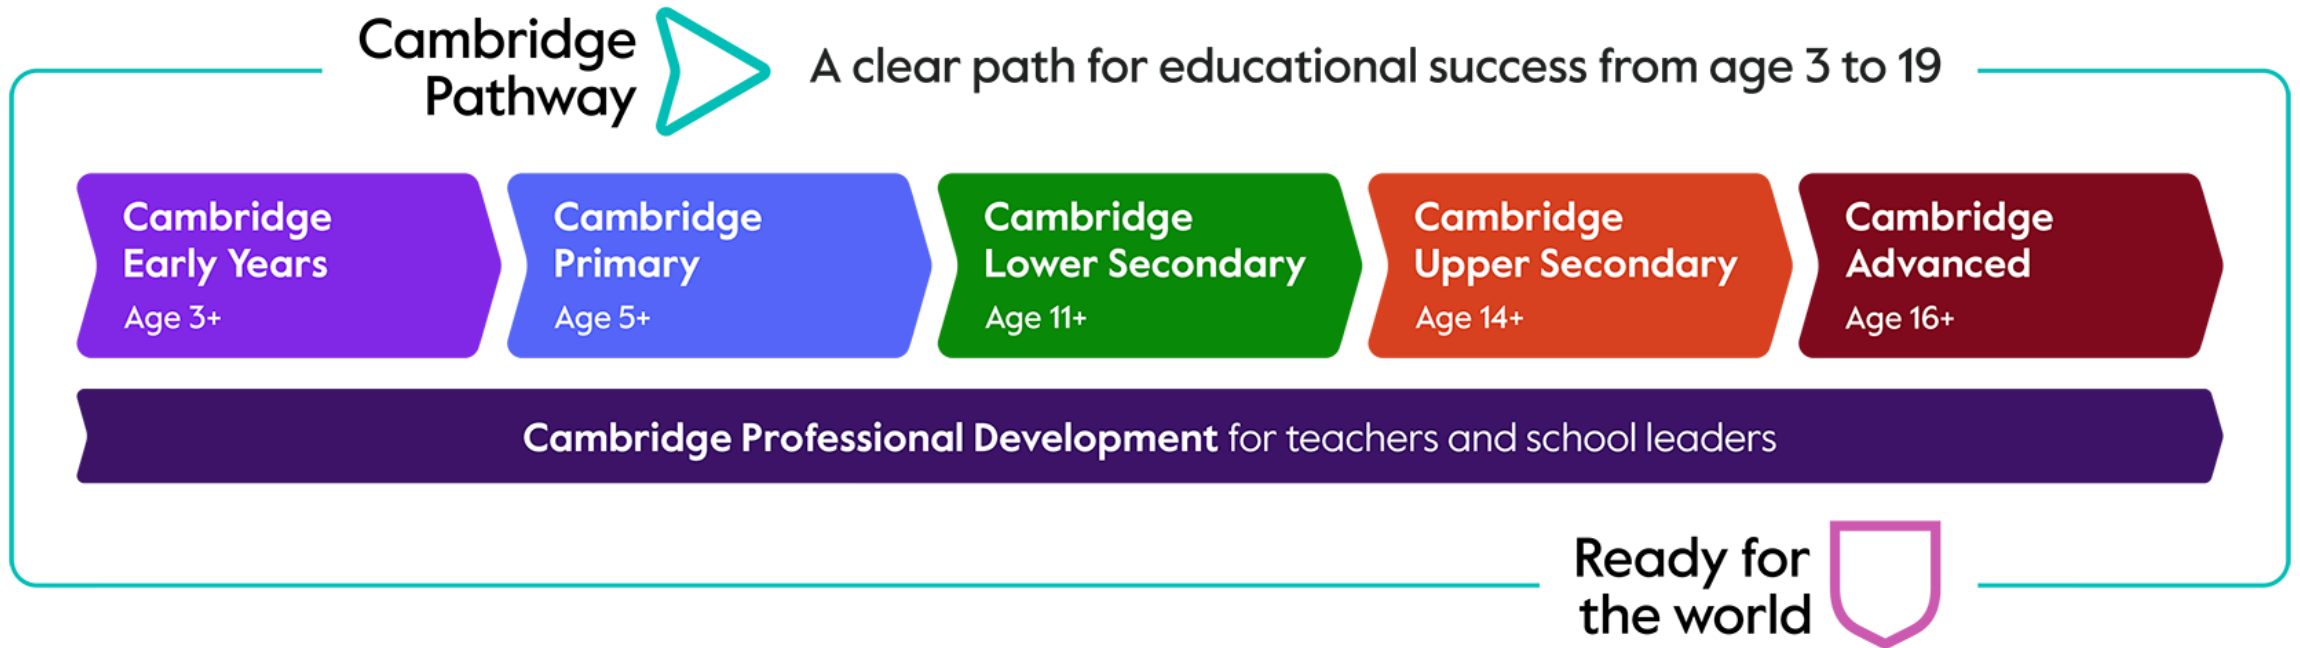 Cambridge
Pathway
A clear path for educational success from age 3 to 19
Cambridge
Early Years
Age 3+
Cambridge
Primary
Age 5+
Cambridge
Lower Secondary
Age 11+
Cambridge
Upper Secondary
Age 14+
Cambridge
Advanced
Age 16+
Cambridge Professional Development for teachers and school leaders
Ready for
the world